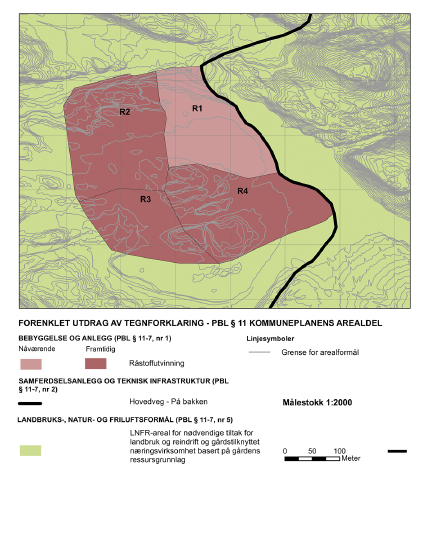 R1
R2
R4
R3
FORENKLET UTDRAG AV TEGNFORKLARING - PBL § 11 KOMMUNEPLANENS AREALDEL
BEBYGGELSE OG ANLEGG (PBL § 11-7, nr 1)
Nåværende
Framtidig
Råstoffutvinning
SAMFERDSELSANLEGG OG TEKNISK INFRASTRUKTUR (PBL
§ 11-7, nr 2)
Hovedveg - På bakken
LANDBRUKS-, NATUR- OG FRILUFTSFORMÅL (PBL § 11-7, nr 5)
LNFR-areal for nødvendige tiltak for
landbruk og reindrift og gårdstilknyttet
næringsvirksomhet basert på gårdens
ressursgrunnlag
Linjesymboler
Grense for arealformål
Målestokk 1:2000
0 50 100
Meter